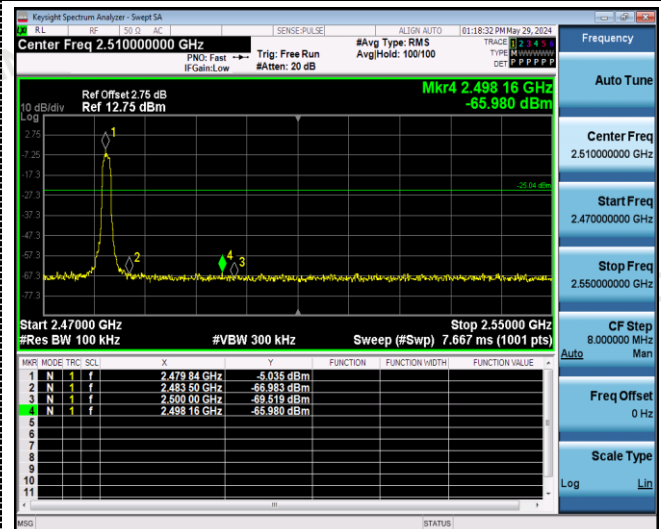 Keysight Spectrum Analyzer - Swept SA
RL RF 50 Ω AC SENSE:PULSE ALIGN AUTO 01:18:32 PM May 29, 2024
Center Freq 2.510000000 GHz #Avg Type: RMS TRACE 1 2 3 4 5 6
PNO: Fast Trig: Free Run Avg|Hold: 100/100 TYPE M W W W W W
IFGain:Low #Atten: 20 dB DET P P P P P P
Frequency
Auto Tune
Center Freq
2.510000000 GHz
Start Freq
2.470000000 GHz
Stop Freq
2.550000000 GHz
CF Step
8.000000 MHz
Auto Man
Freq Offset
0 Hz
Scale Type
Log Lin
Mkr4 2.498 16 GHz
-65.980 dBm
Ref Offset 2.75 dB
10 dB/div Ref 12.75 dBm
Log
2.75
-7.25
-17.3
-27.3
-37.3
-47.3
-57.3
-67.3
-77.3
1
2
4
3
-25.04 dBm
Start 2.47000 GHz Stop 2.55000 GHz
#Res BW 100 kHz #VBW 300 kHz Sweep (#Swp) 7.667 ms (1001 pts)
MKR MODE TRC SCL X Y FUNCTION FUNCTION WIDTH FUNCTION VALUE
1 N 1 f 2.479 84 GHz -5.035 dBm
2 N 1 f 2.483 50 GHz -66.983 dBm
3 N 1 f 2.500 00 GHz -69.519 dBm
4 N 1 f 2.498 16 GHz -65.980 dBm
5
6
7
8
9
10
11
MSG STATUS